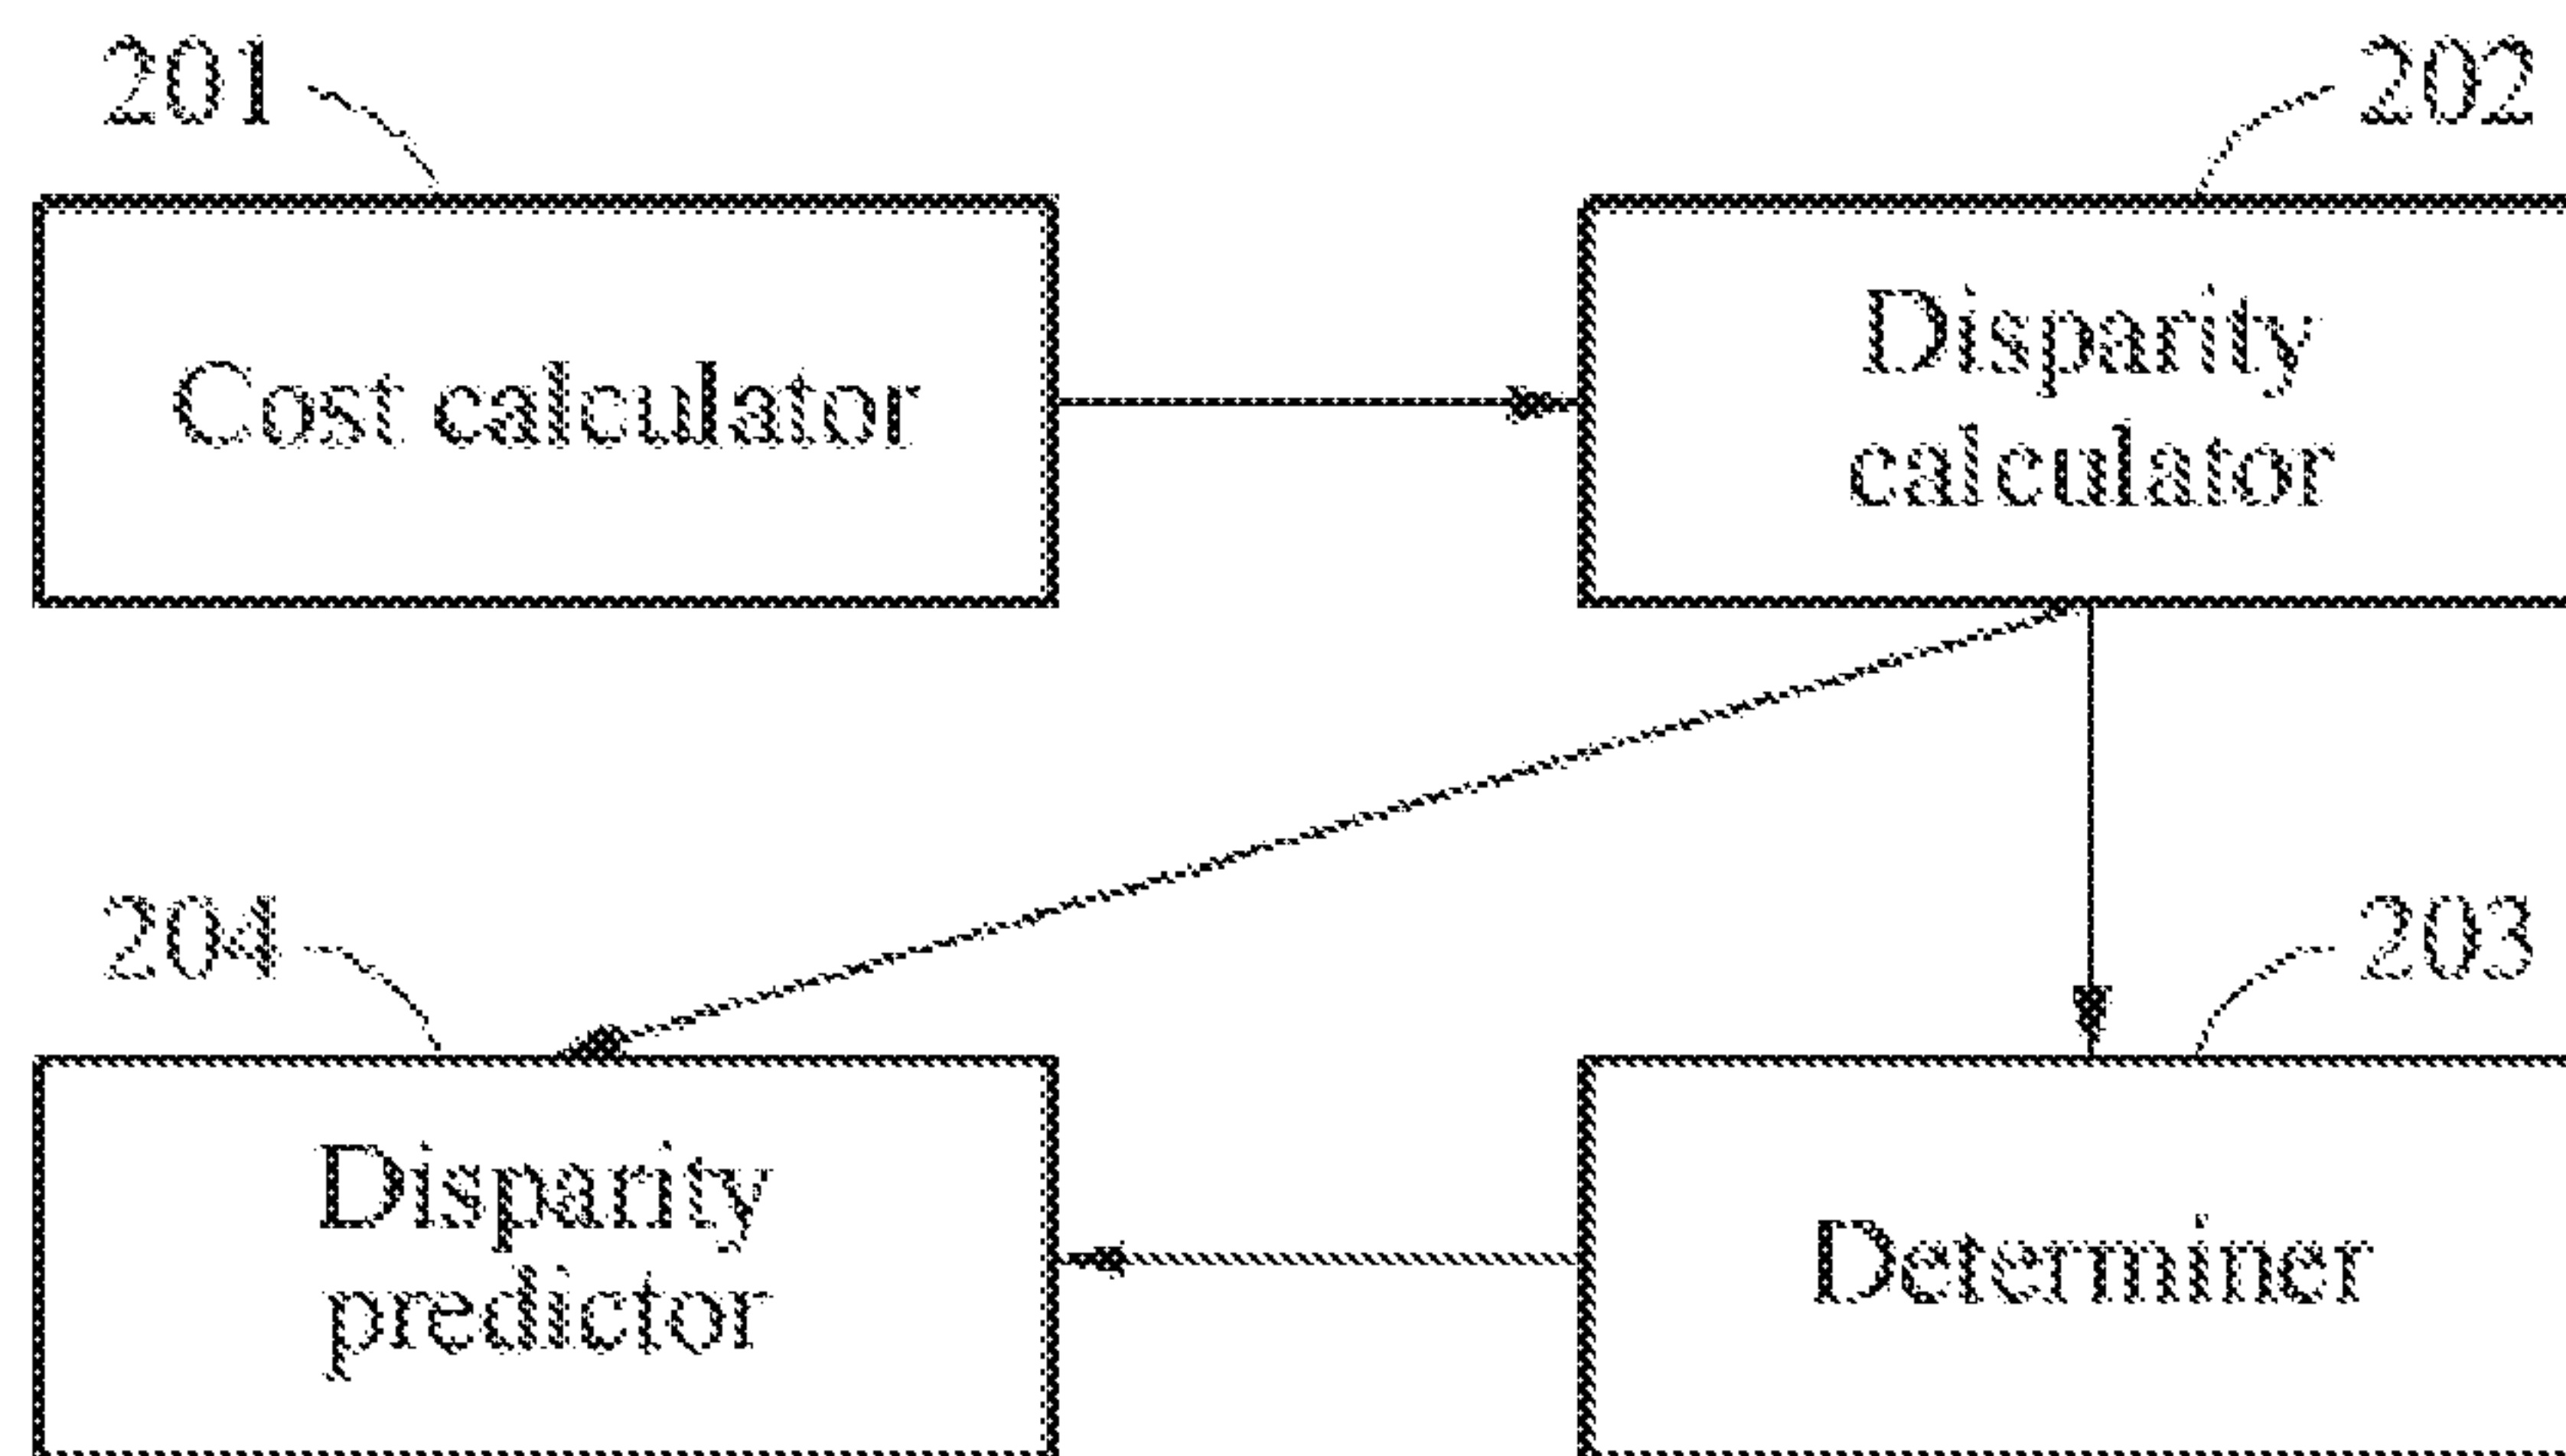 201
202
Cost calculator
Disparity
calculator
204
203
Disparity
predictor
Determiner